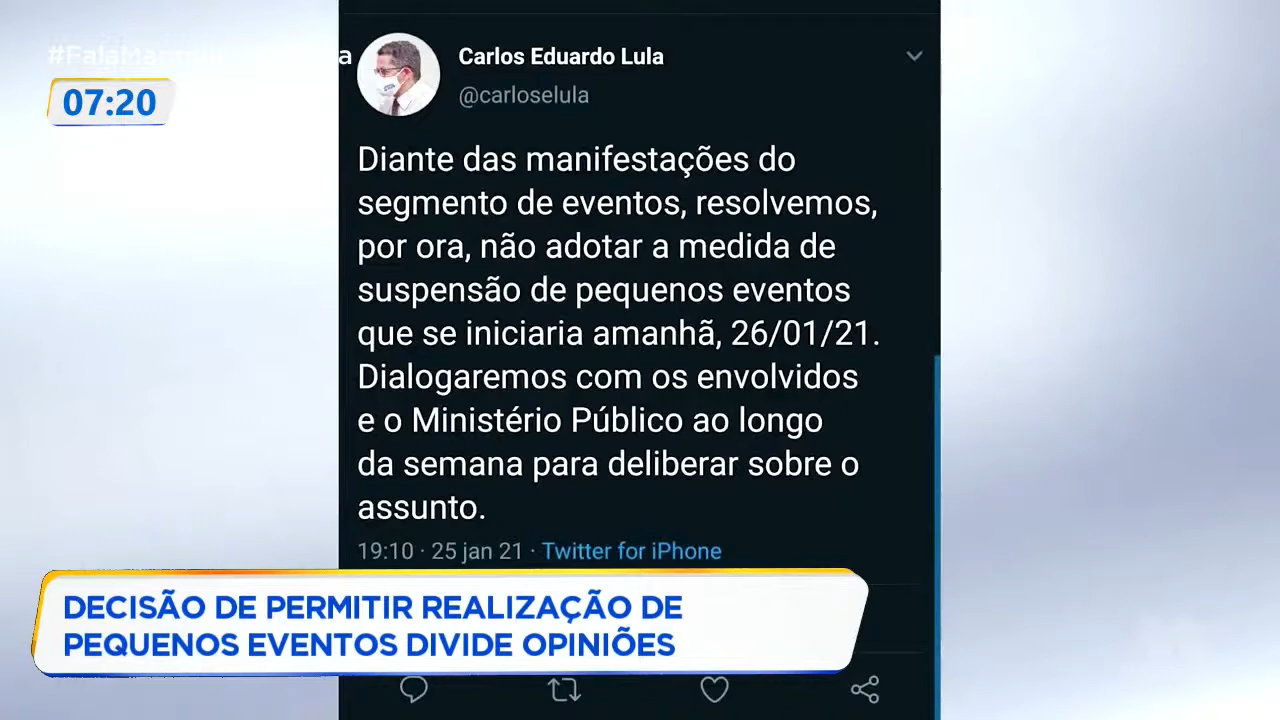 Carlos Eduardo Lula
07:20
@carloselula
Diante das manifestações do
segmento de eventos, resolvemos,
por ora, não adotar a medida de
suspensão de pequenos eventos
que se iniciaria amanhã, 26/01/21.
Dialogaremos com os envolvidos
e o Ministério Público ao longo
da semana para deliberar sobre o
assunto.
19:10 · 25 jan 21 · Twitter for iPhone
DECISÃO DE PERMITIR REALIZAÇÃO DE
PEQUENOS EVENTOS DIVIDE OPINIÕES